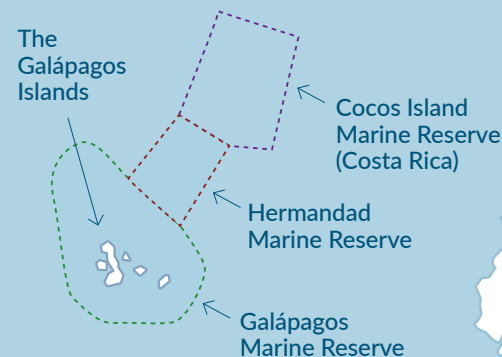 The
Galápagos
Islands
Cocos Island
Marine Reserve
(Costa Rica)
Hermandad
Marine Reserve
Galápagos
Marine Reserve